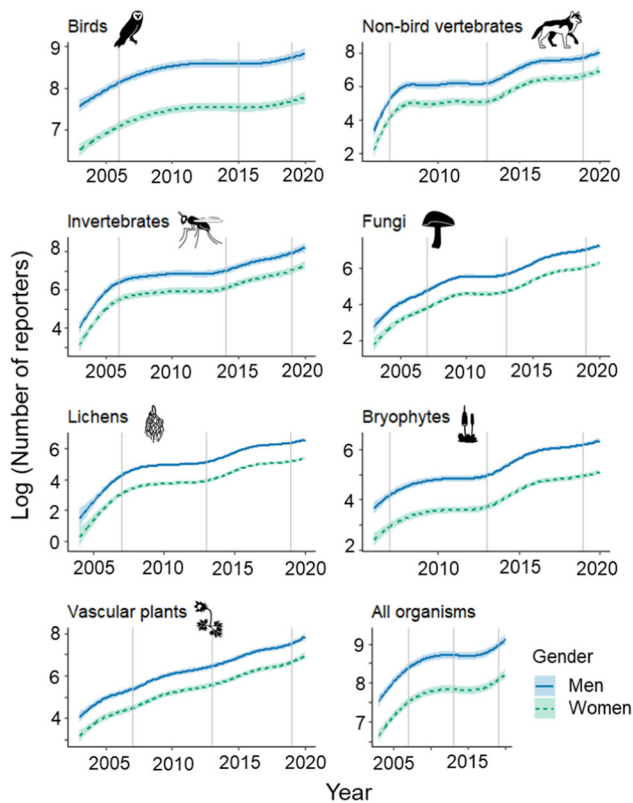 Birds
9
8
7
2005 2010 2015 2020
Non-bird vertebrates
8
6
4
2
2010 2015 2020
Invertebrates
8
6
4
2005 2010 2015 2020
Fungi
6
4
2
2005 2010 2015 2020
Lichens
6
4
2
0
2005 2010 2015 2020
Bryophytes
6
4
2
2005 2010 2015 2020
Vascular plants
8
6
4
2005 2010 2015 2020
All organisms
9
8
7
2005 2015
Gender
Men
Women
Log (Number of reporters)
Year